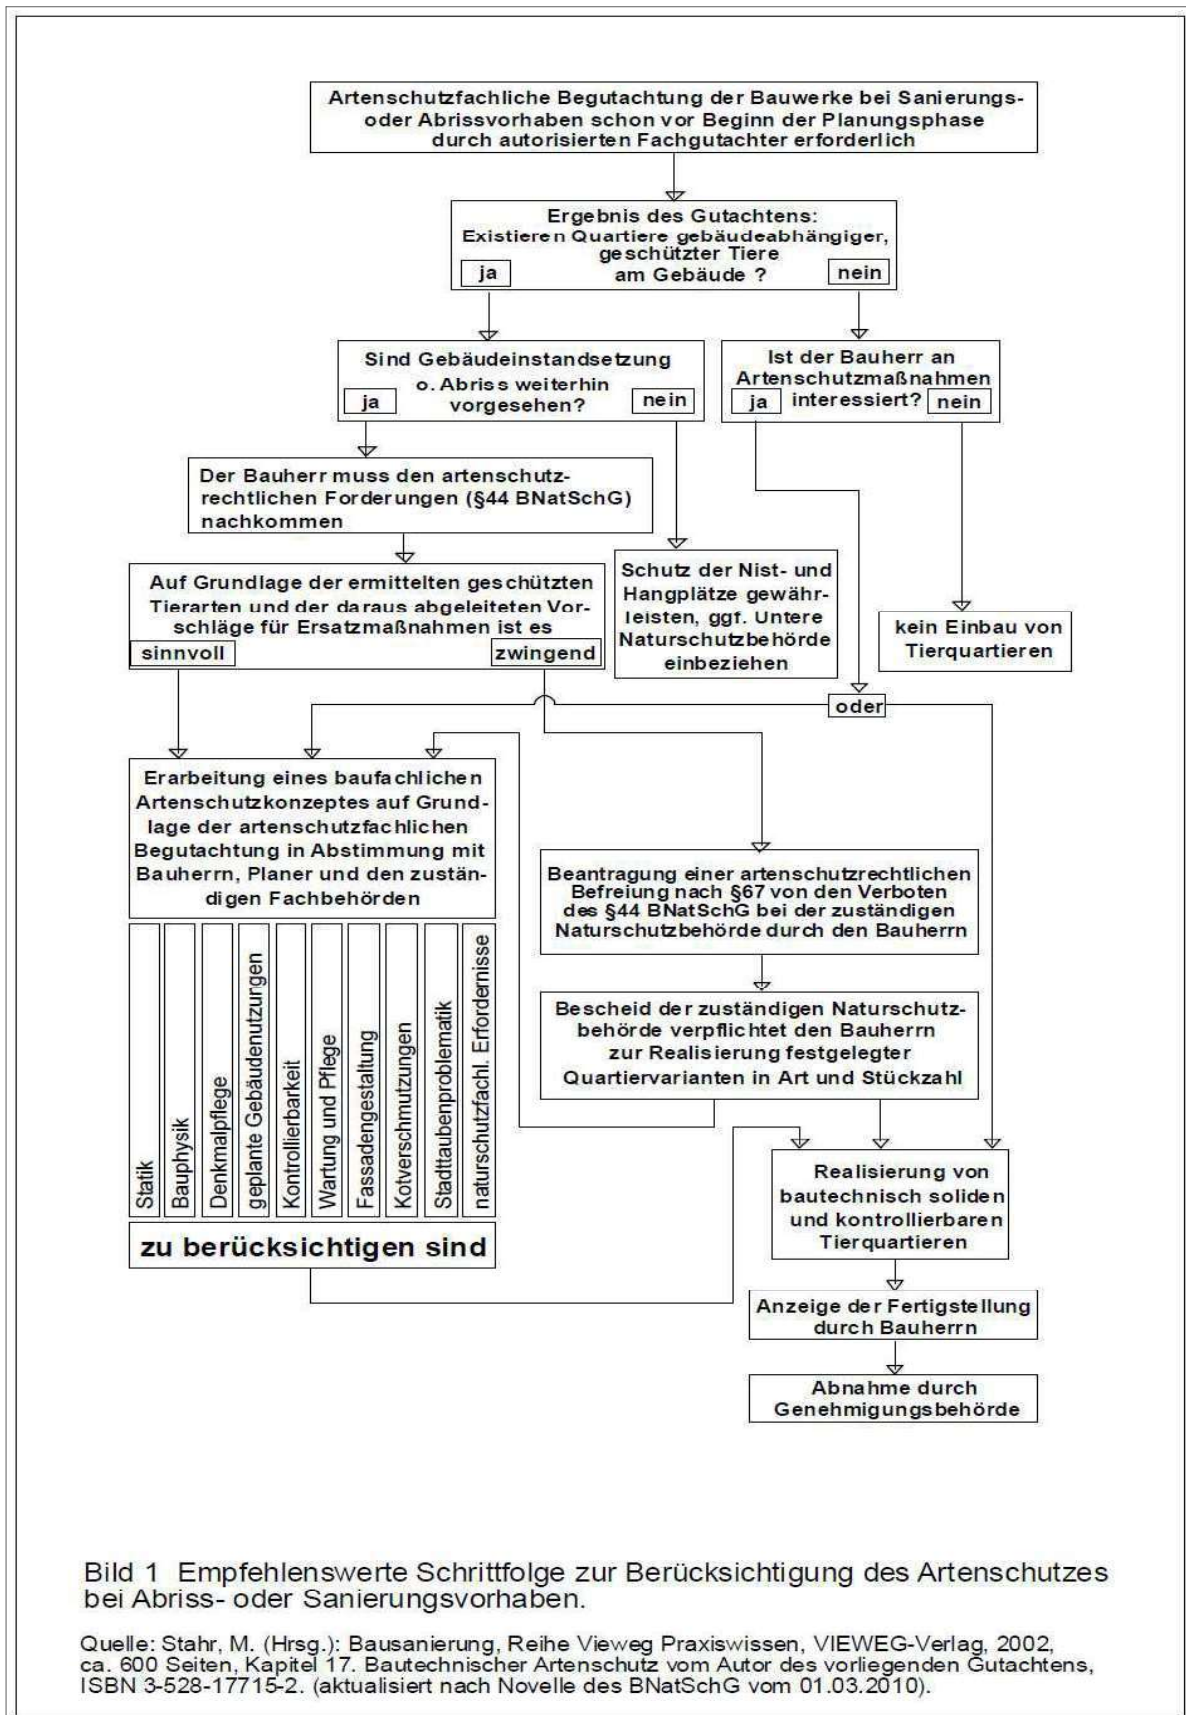 Artenschutzfachliche Begutachtung der Bauwerke bei Sanierungs-
oder Abrissvorhaben schon vor Beginn der Planungsphase
durch autorisierten Fachgutachter erforderlich
Ergebnis des Gutachtens:
Existieren Quartiere gebäudeabhängiger,
geschützter Tiere
am Gebäude ?
ja
nein
Sind Gebäudeinstandsetzung
o. Abriss weiterhin
vorgesehen?
ja
nein
Ist der Bauherr an
Artenschutzmaßnahmen
interessiert?
ja
nein
Der Bauherr muss den artenschutz-
rechtlichen Forderungen (§44 BNatSchG)
nachkommen
Auf Grundlage der ermittelten geschützten
Tierarten und der daraus abgeleiteten Vor-
schläge für Ersatzmaßnahmen ist es
sinnvoll
zwingend
Schutz der Nist- und
Hangplätze gewähr-
leisten, ggf. Untere
Naturschutzbehörde
einbeziehen
kein Einbau von
Tierquartieren
oder
Erarbeitung eines baufachlichen
Artenschutzkonzeptes auf Grund-
lage der artenschutzfachlichen
Begutachtung in Abstimmung mit
Bauherrn, Planer und den zustän-
digen Fachbehörden
Statik
Bauphysik
Denkmalpflege
geplante Gebäudenutzungen
Kontrollierbarkeit
Wartung und Pflege
Fassadengestaltung
Kotverschmutzungen
Stadttaubenproblematik
naturschutzfachl. Erfordernisse
zu berücksichtigen sind
Beantragung einer artenschutzrechtlichen
Befreiung nach §67 von den Verboten
des §44 BNatSchG bei der zuständigen
Naturschutzbehörde durch den Bauherrn
Bescheid der zuständigen Naturschutz-
behörde verpflichtet den Bauherrn
zur Realisierung festgelegter
Quartiervarianten in Art und Stückzahl
Realisierung von
bautechnisch soliden
und kontrollierbaren
Tierquartieren
Anzeige der Fertigstellung
durch Bauherrn
Abnahme durch
Genehmigungsbehörde
Bild 1 Empfehlenswerte Schrittfolge zur Berücksichtigung des Artenschutzes
bei Abriss- oder Sanierungsvorhaben.
Quelle: Stahr, M. (Hrsg.): Bausanierung, Reihe Vieweg Praxiswissen, VIEWEG-Verlag, 2002,
ca. 600 Seiten, Kapitel 17. Bautechnischer Artenschutz vom Autor des vorliegenden Gutachtens,
ISBN 3-528-17715-2. (aktualisiert nach Novelle des BNatSchG vom 01.03.2010).